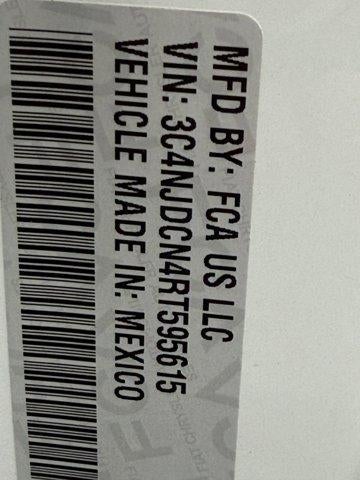 MFD BY: FCA US LLC
VIN: 3C4NJDCN4RT595615
VEHICLE MADE IN: MEXICO